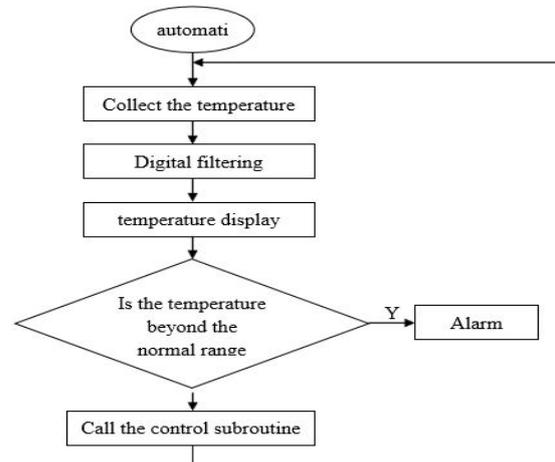 automati
Collect the temperature
Digital filtering
temperature display
Is the temperature
beyond the
normal range
Y
Alarm
Call the control subroutine